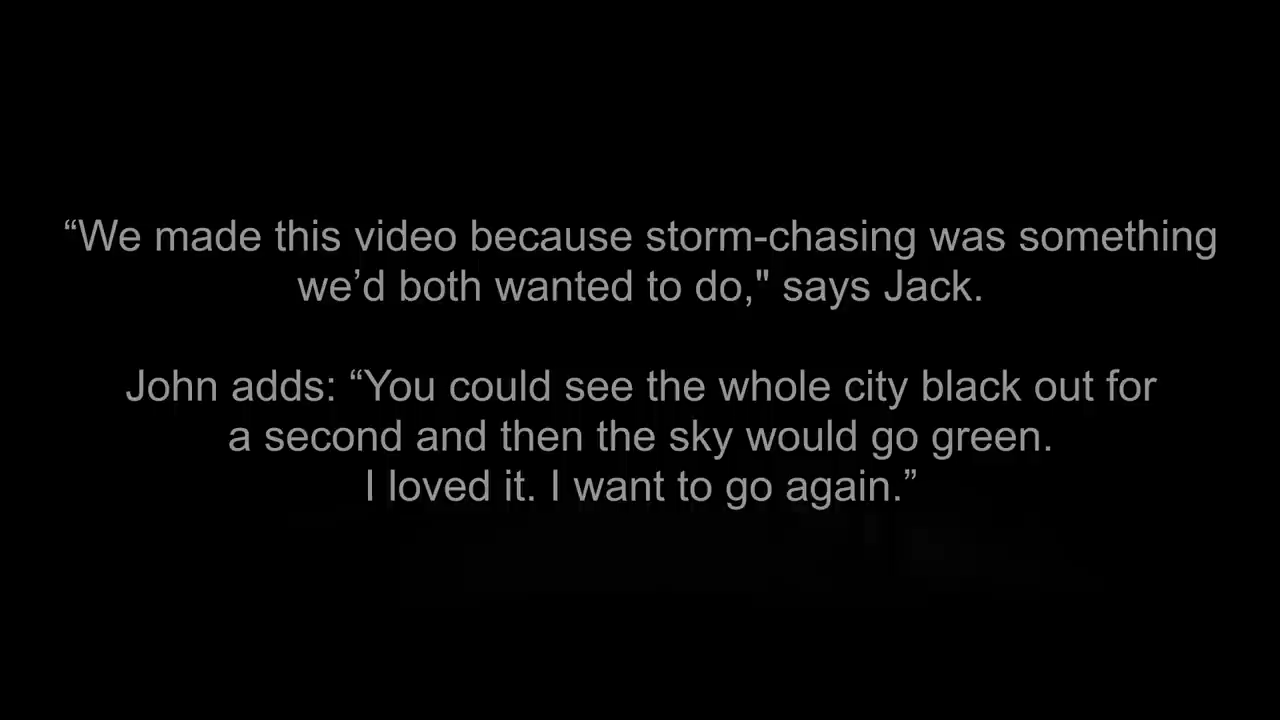 “We made this video because storm-chasing was something
we’d both wanted to do," says Jack.
John adds: “You could see the whole city black out for
a second and then the sky would go green.
I loved it. I want to go again.”